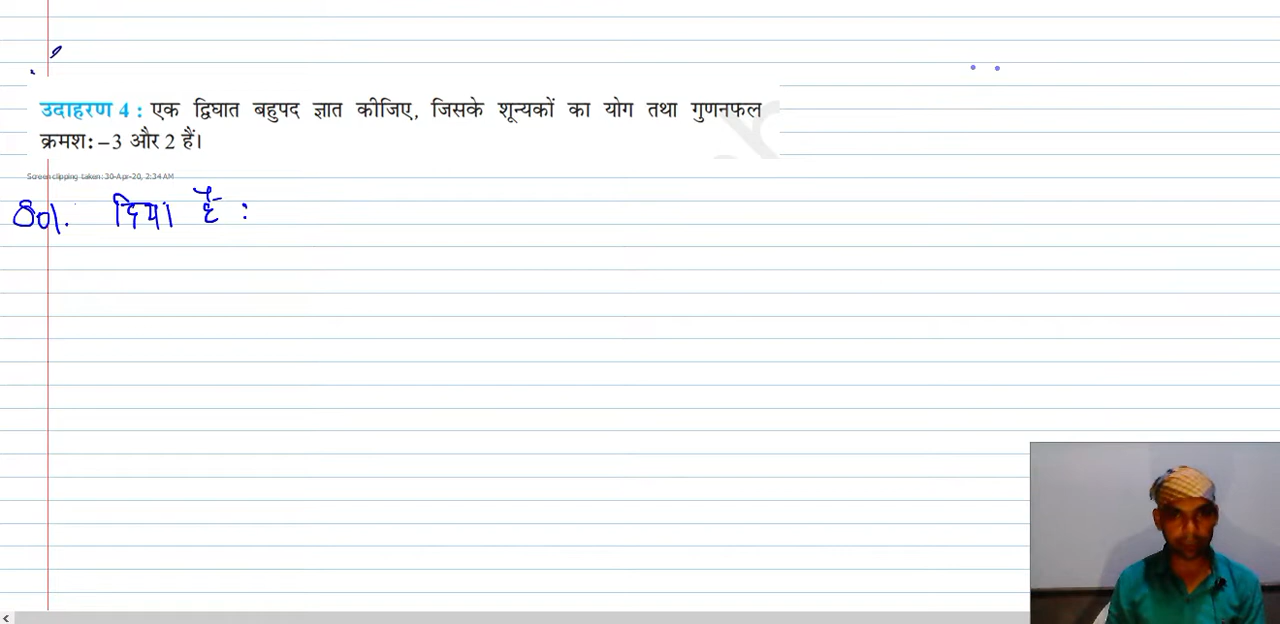 उदाहरण 4 : एक द्विघात बहुपद ज्ञात कीजिए, जिसके शून्यकों का योग तथा गुणनफल
क्रमश: –3 और 2 हैं।
Screen clipping taken: 30-Apr-20, 2:34 AM
Sol. दिया है :